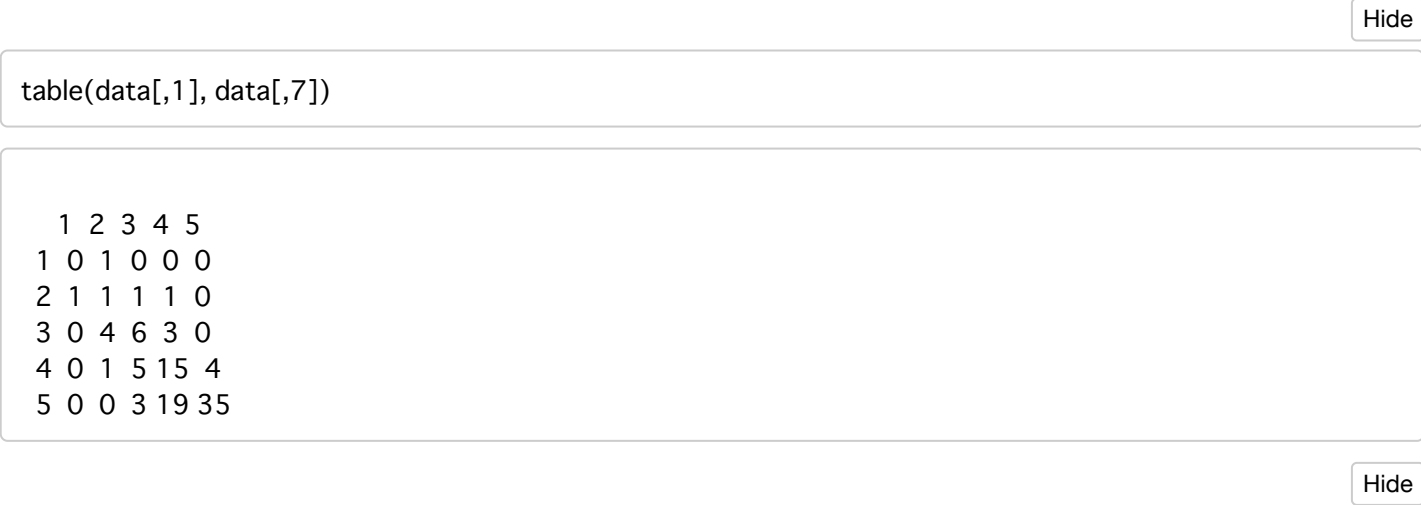 Hide
table(data[,1], data[,7])
1 2 3 4 5
1 0 1 0 0 0
2 1 1 1 1 0
3 0 4 6 3 0
4 0 1 5 15 4
5 0 0 3 19 35
Hide